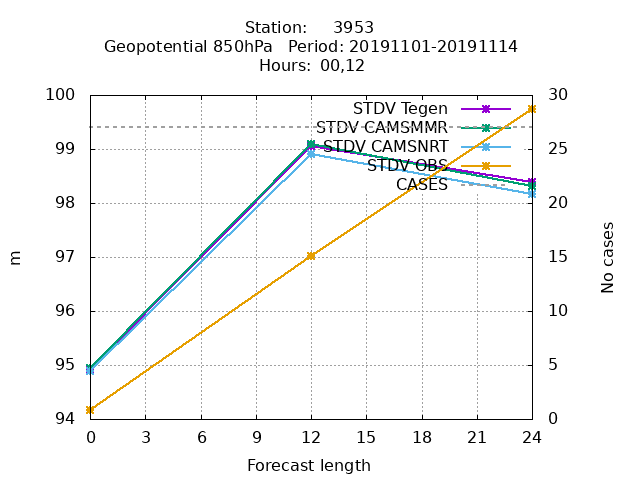 Station: 3953
Geopotential 850hPa Period: 20191101-20191114
Hours: 00,12
100
99
98
97
96
95
94
30
25
20
15
10
5
0
STDV Tegen
STDV CAMSMMR
STDV CAMSNRT
STDV OBS
CASES
m
No cases
0 3 6 9 12 15 18 21 24
Forecast length